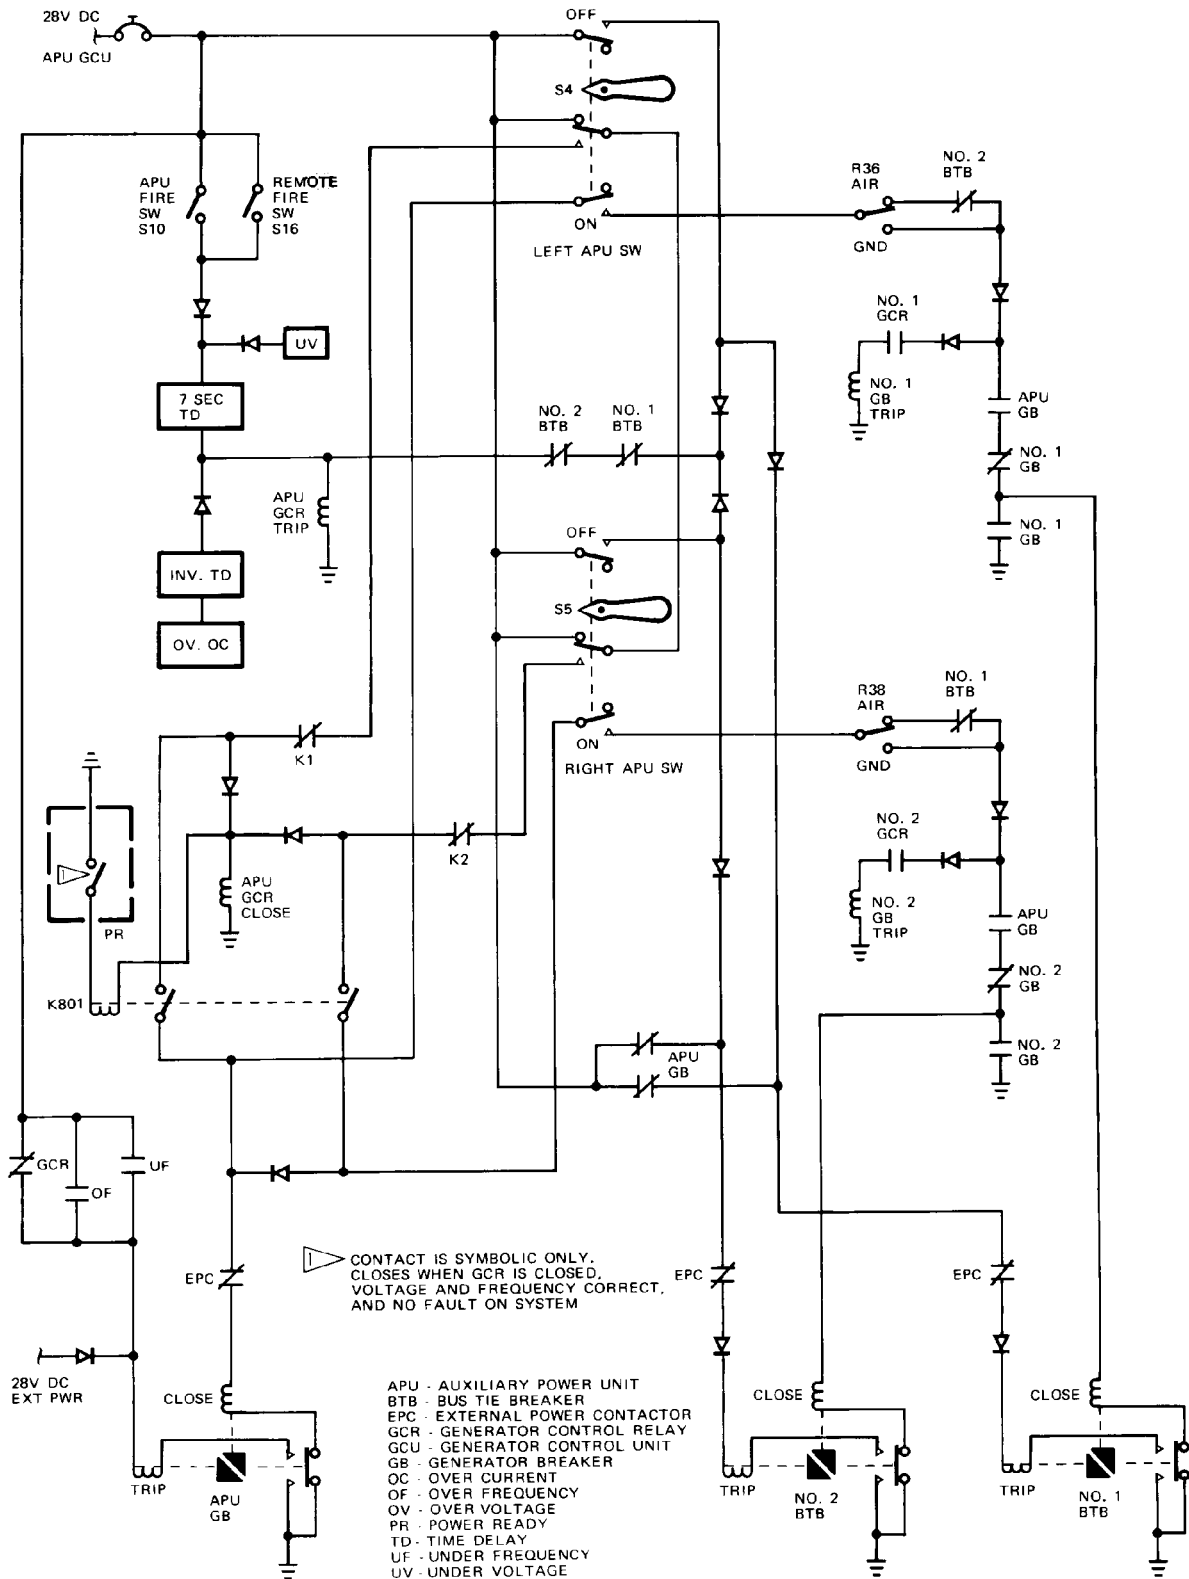 28V DC
APU GCU
OFF
S4
ON
LEFT APU SW
APU
FIRE
SW
S10
REMOTE
FIRE
SW
S16
R36
AIR
NO. 2
BTB
GND
UV
7 SEC
TD
NO. 1
GCR
NO. 1
GB
TRIP
APU
GB
NO. 1
GB
NO. 1
GB
NO. 2
BTB
NO. 1
BTB
APU
GCR
TRIP
INV. TD
OV. OC
OFF
S5
ON
RIGHT APU SW
R38
AIR
NO. 1
BTB
GND
K1
K2
NO. 2
GCR
NO. 2
GB
TRIP
APU
GB
NO. 2
GB
NO. 2
GB
1
PR
APU
GCR
CLOSE
K801
APU
GB
GCR
OF
UF
1 CONTACT IS SYMBOLIC ONLY.
CLOSES WHEN GCR IS CLOSED,
VOLTAGE AND FREQUENCY CORRECT,
AND NO FAULT ON SYSTEM
EPC
EPC
EPC
28V DC
EXT PWR
CLOSE
TRIP
APU
GB
APU - AUXILIARY POWER UNIT
BTB - BUS TIE BREAKER
EPC - EXTERNAL POWER CONTACTOR
GCR - GENERATOR CONTROL RELAY
GCU - GENERATOR CONTROL UNIT
GB - GENERATOR BREAKER
OC - OVER CURRENT
OF - OVER FREQUENCY
OV - OVER VOLTAGE
PR - POWER READY
TD - TIME DELAY
UF - UNDER FREQUENCY
UV - UNDER VOLTAGE
CLOSE
TRIP
NO. 2
BTB
CLOSE
TRIP
NO. 1
BTB